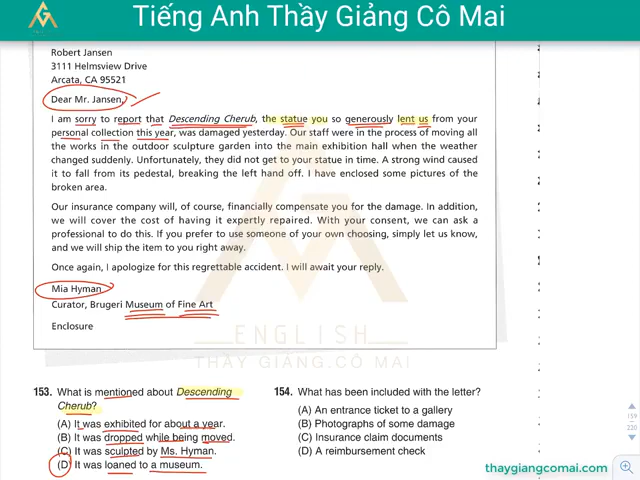 AG
Tiếng Anh Thầy Giảng Cô Mai
Robert Jansen
3111 Helmsview Drive
Arcata, CA 95521
Dear Mr. Jansen,
I am sorry to report that Descending Cherub, the statue you so generously lent us from your
personal collection this year, was damaged yesterday. Our staff were in the process of moving all
the works in the outdoor sculpture garden into the main exhibition hall when the weather
changed suddenly. Unfortunately, they did not get to your statue in time. A strong wind caused
it to fall from its pedestal, breaking the left hand off. I have enclosed some pictures of the
broken area.
Our insurance company will, of course, financially compensate you for the damage. In addition,
we will cover the cost of having it expertly repaired. With your consent, we can ask a
professional to do this. If you prefer to use someone of your own choosing, simply let us know,
and we will ship the item to you right away.
Once again, I apologize for this regrettable accident. I will await your reply.
Mia Hyman
Curator, Brugeri Museum of Fine Art
Enclosure
ENGLISH
THẦY GIẢNG CÔ MAI
153. What is mentioned about Descending
Cherub?
(A) It was exhibited for about a year.
(B) It was dropped while being moved.
(C) It was sculpted by Ms. Hyman.
(D) It was loaned to a museum.
154. What has been included with the letter?
(A) An entrance ticket to a gallery
(B) Photographs of some damage
(C) Insurance claim documents
(D) A reimbursement check
159
220
thaygiangcomai.com